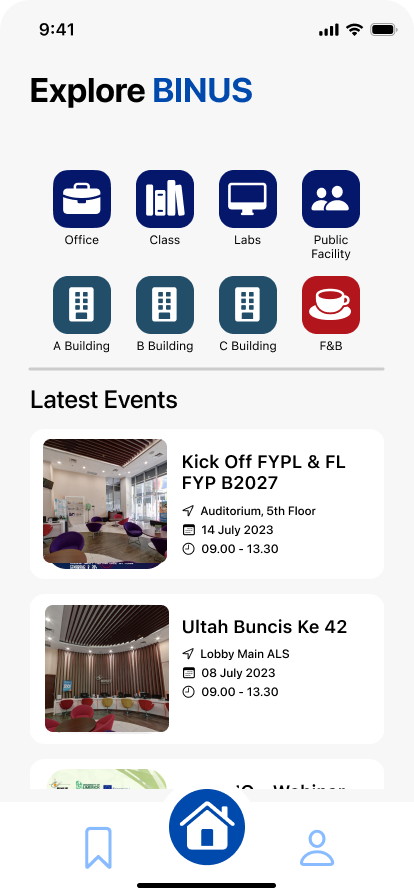 9:41
Explore BINUS
Office
Class
Labs
Public
Facility
A Building
B Building
C Building
F&B
Latest Events
Kick Off FYPL & FL
FYP B2027
Auditorium, 5th Floor
14 July 2023
09.00 - 13.30
Ultah Buncis Ke 42
Lobby Main ALS
08 July 2023
09.00 - 13.30
Webinar